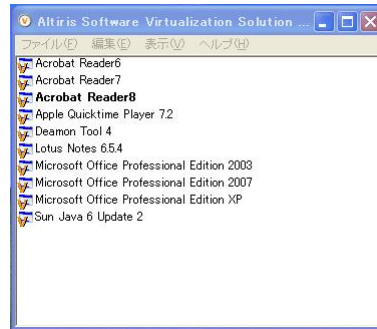 Altiris Software Virtualization Solution ...
ファイル(F) 編集(E) 表示(V) ヘルプ(H)
Acrobat Reader6
Acrobat Reader7
Acrobat Reader8
Apple Quicktime Player 7.2
Deamon Tool 4
Lotus Notes 6.5.4
Microsoft Office Professional Edition 2003
Microsoft Office Professional Edition 2007
Microsoft Office Professional Edition XP
Sun Java 6 Update 2